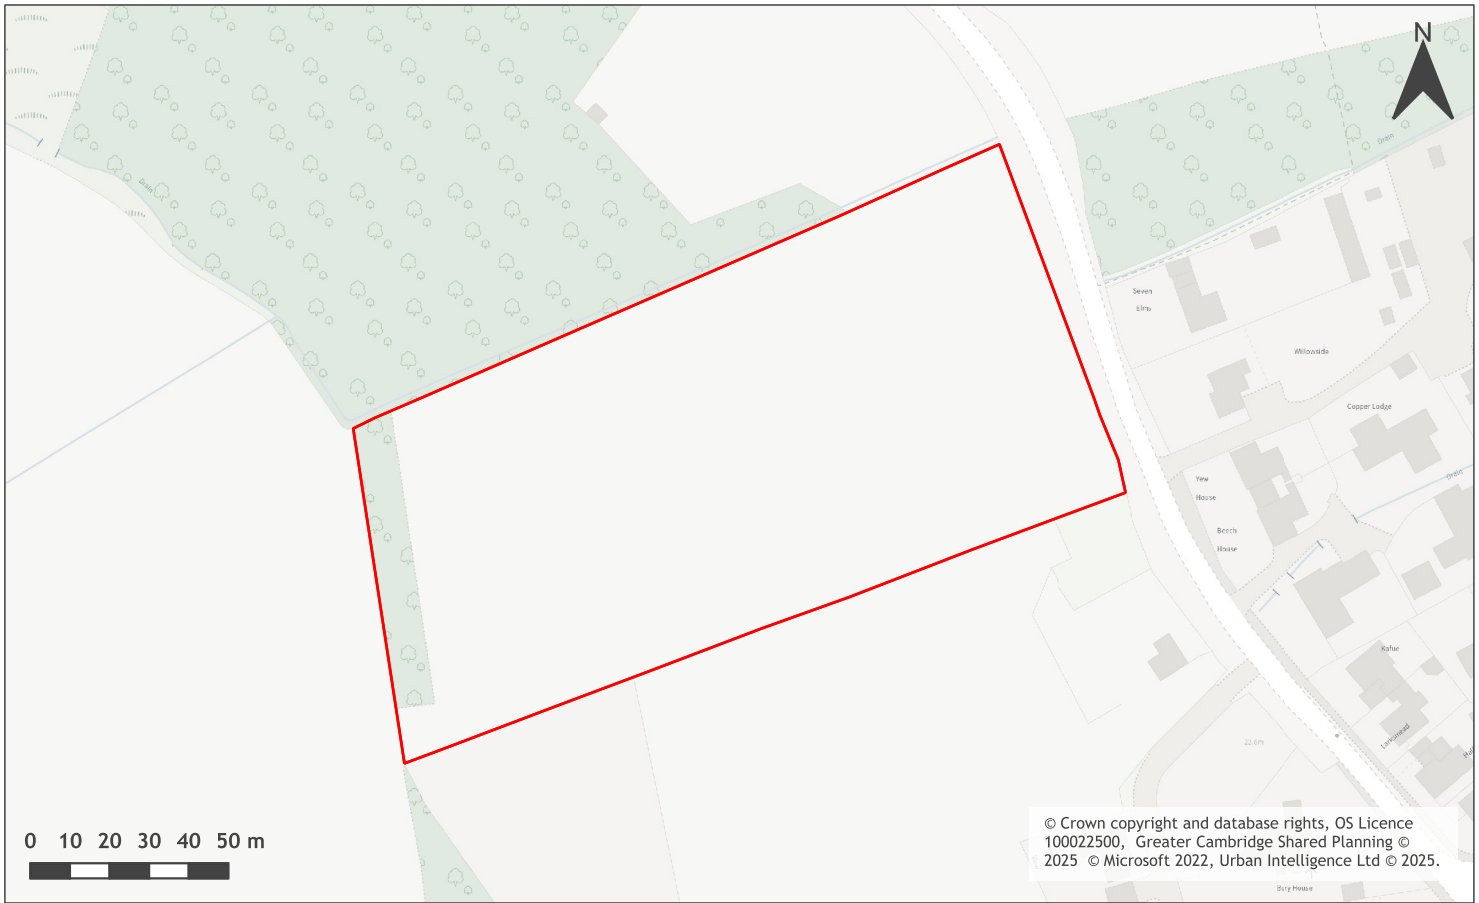 N
Drain
Drain
Seven
Elms
Willowside
Copper Lodge
Drain
Yew
House
Beech
House
Kafue
Larksmead
22.6m
0 10 20 30 40 50 m
© Crown copyright and database rights, OS Licence
100022500, Greater Cambridge Shared Planning ©
2025 © Microsoft 2022, Urban Intelligence Ltd © 2025.
Bury House